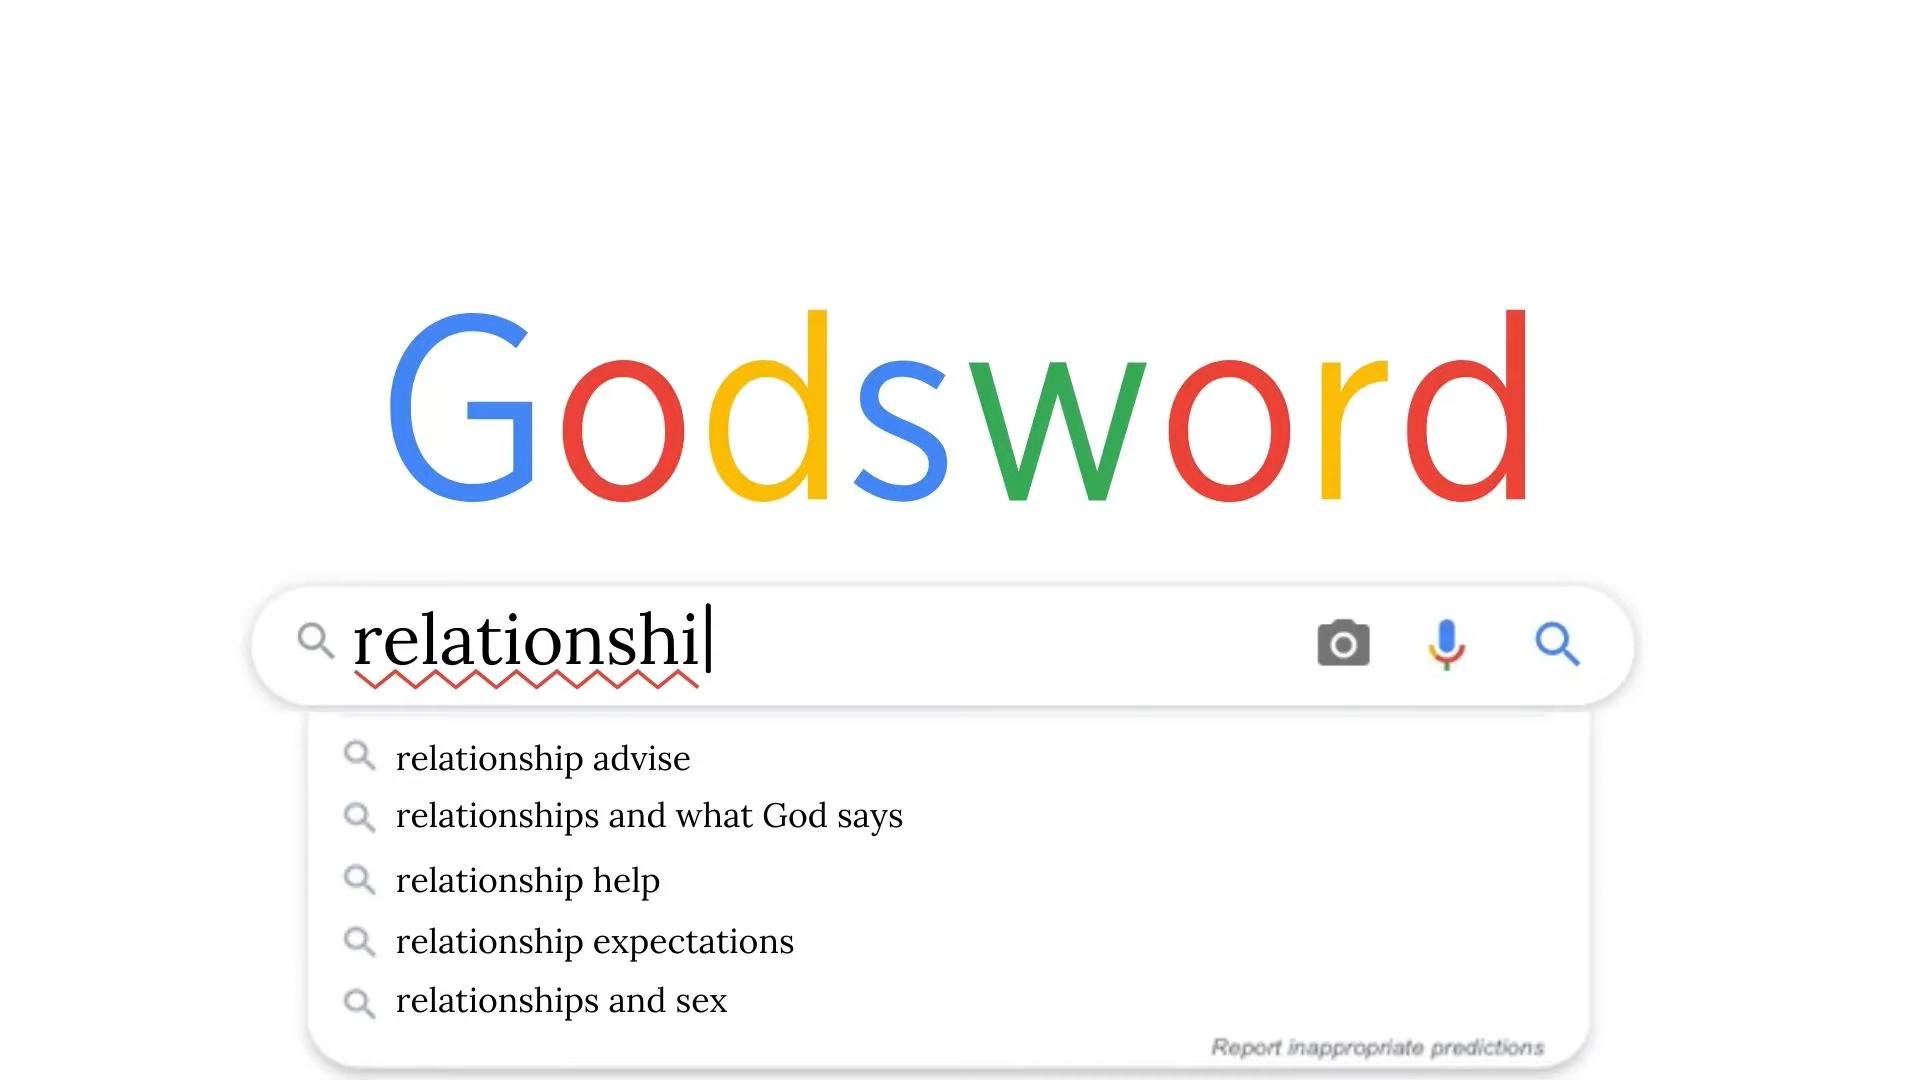 Godsword
relationshi
relationship advise
relationships and what God says
relationship help
relationship expectations
relationships and sex
Report inappropriate predictions